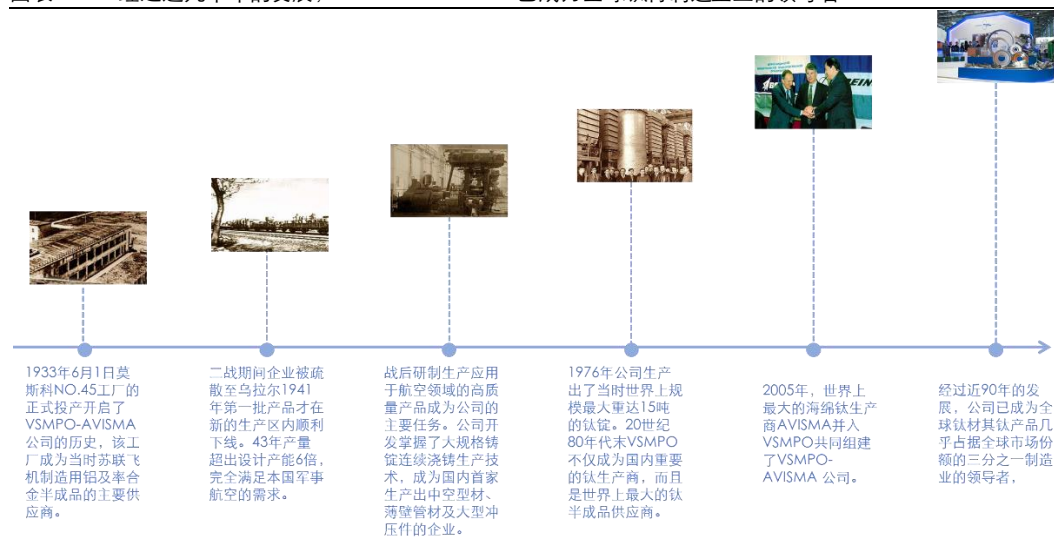 1933年6月1日莫
斯科NO.45工厂的
正式投产开启了
VSMPO-AVISMA
公司的历史，该工
厂成为当时苏联飞
机制造用铝及率合
金半成品的主要供
应商。
二战期间企业被疏
散至乌拉尔1941
年第一批产品才在
新的生产区内顺利
下线。43年产量
超出设计产能6倍，
完全满足本国军事
航空的需求。
战后研制生产应用
于航空领域的高质
量产品成为公司的
主要任务。公司开
发掌握了大规格铸
锭连续浇铸生产技
术，成为国内首家
生产出中空型材、
薄壁管材及大型冲
压件的企业。
1976年公司生产
出了当时世界上规
模最大重达15吨
的钛锭。20世纪
80年代末VSMPO
不仅成为国内重要
的钛生产商，而且
是世界上最大的钛
半成品供应商。
2005年，世界上
最大的海绵钛生产
商AVISMA并入
VSMPO共同组建
了VSMPO-
AVISMA 公司。
经过近90年的发
展，公司已成为全
球钛材其钛产品几
乎占据全球市场份
额的三分之一制造
业的领导者，